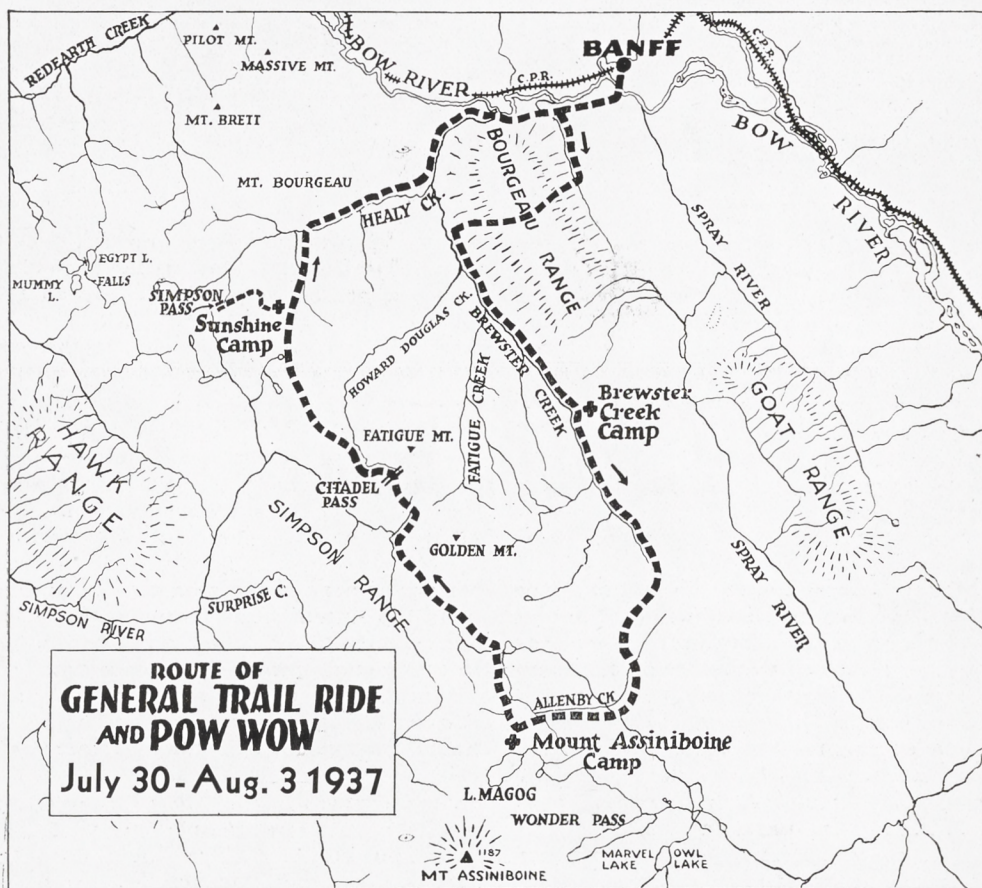 REDEARTH CREEK
PILOT MT.
MASSIVE MT.
MT. BRETT
BOW RIVER
C.P.R.
BANFF
C.P.R.
BOW
RIVER
MT. BOURGEAU
HEALY CK
BOURGEAU
RANGE
SPRAY
RIVER
EGYPT L.
MUMMY
L.
FALLS
SIMPSON
PASS
Sunshine
Camp
HOWARD DOUGLAS CK.
BREWSTER
CREEK
FATIGUE CREEK
Brewster
Creek
Camp
GOAT
RANGE
HAWK
RANGE
FATIGUE MT.
CITADEL
PASS
SIMPSON
RANGE
GOLDEN MT.
SPRAY
RIVER
SURPRISE C.
SIMPSON RIVER
ALLENBY CK
Mount Assiniboine
Camp
ROUTE OF
GENERAL TRAIL RIDE
AND POW WOW
July 30 - Aug. 3 1937
L. MAGOG
WONDER PASS
MARVEL
LAKE
OWL
LAKE
1187
MT ASSINIBOINE